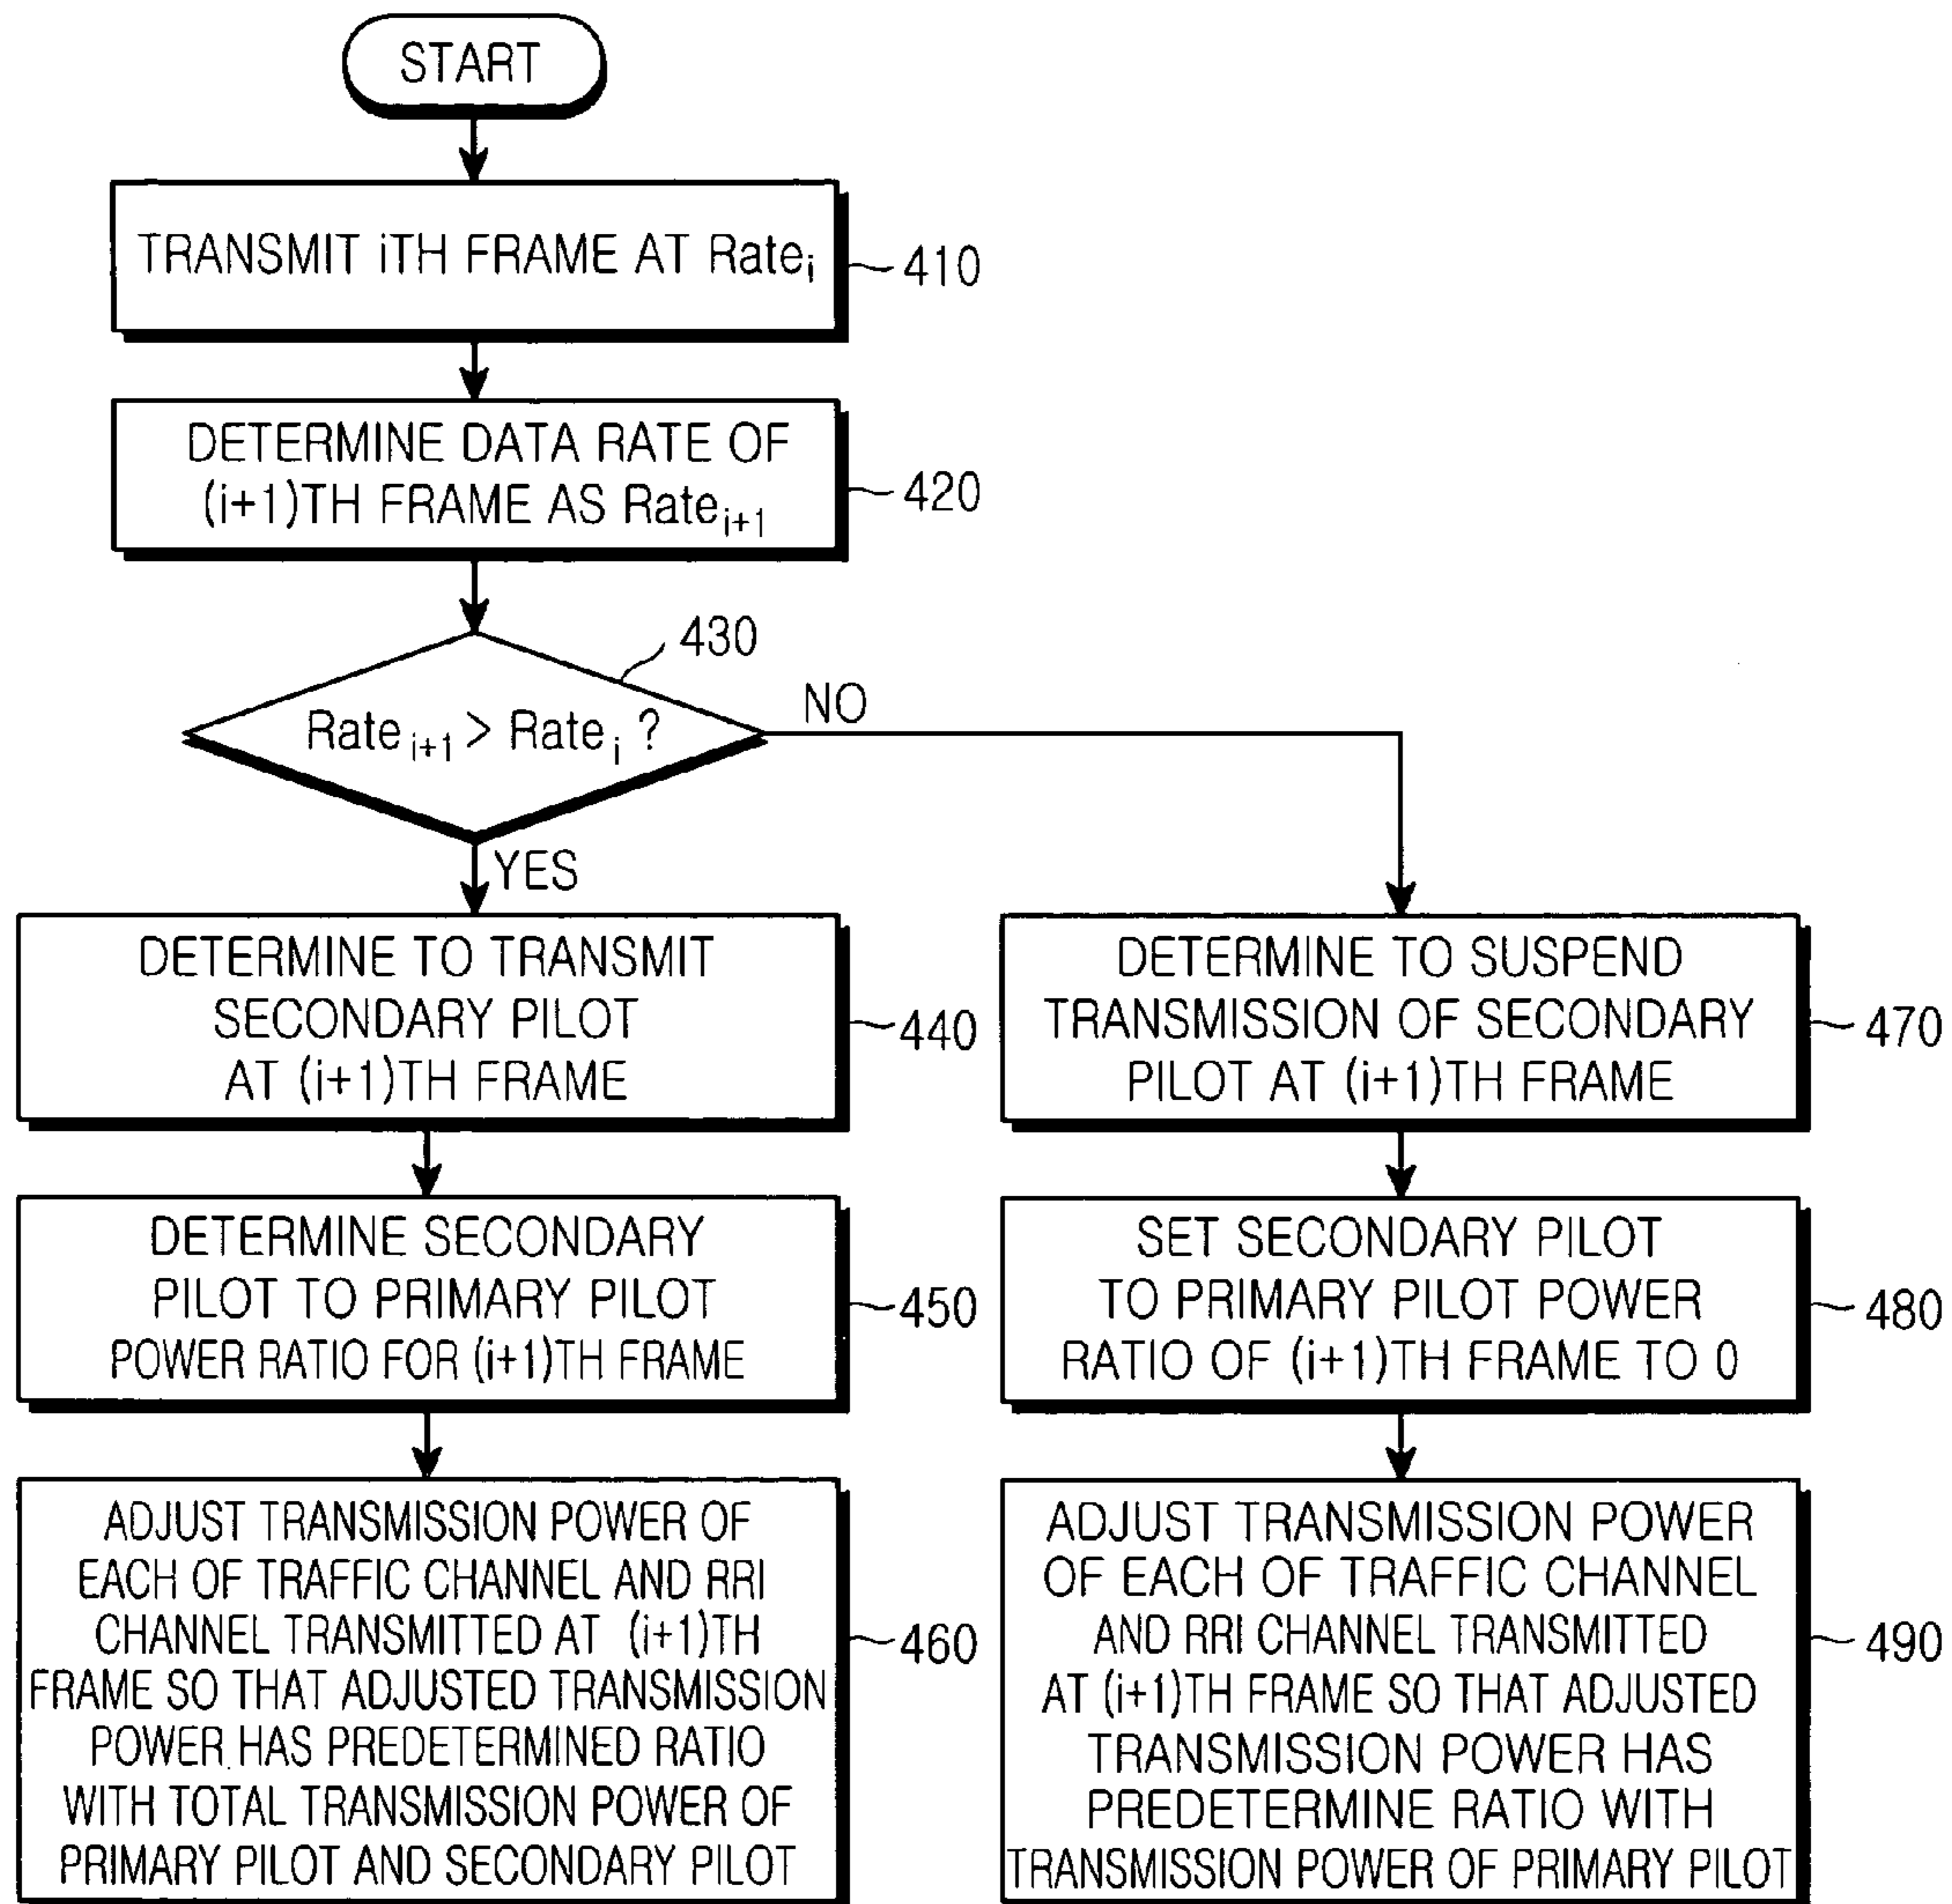 START
TRANSMIT iTH FRAME AT Ratei
410
DETERMINE DATA RATE OF
(i+1)TH FRAME AS Ratei+1
420
430
Ratei+1 > Ratei ?
NO
YES
DETERMINE TO TRANSMIT
SECONDARY PILOT
AT (i+1)TH FRAME
440
DETERMINE SECONDARY
PILOT TO PRIMARY PILOT
POWER RATIO FOR (i+1)TH FRAME
450
ADJUST TRANSMISSION POWER OF
EACH OF TRAFFIC CHANNEL AND RRI
CHANNEL TRANSMITTED AT (i+1)TH
FRAME SO THAT ADJUSTED TRANSMISSION
POWER HAS PREDETERMINED RATIO
WITH TOTAL TRANSMISSION POWER OF
PRIMARY PILOT AND SECONDARY PILOT
460
DETERMINE TO SUSPEND
TRANSMISSION OF SECONDARY
PILOT AT (i+1)TH FRAME
470
SET SECONDARY PILOT
TO PRIMARY PILOT POWER
RATIO OF (i+1)TH FRAME TO 0
480
ADJUST TRANSMISSION POWER
OF EACH OF TRAFFIC CHANNEL
AND RRI CHANNEL TRANSMITTED
AT (i+1)TH FRAME SO THAT ADJUSTED
TRANSMISSION POWER HAS
PREDETERMINE RATIO WITH
TRANSMISSION POWER OF PRIMARY PILOT
490